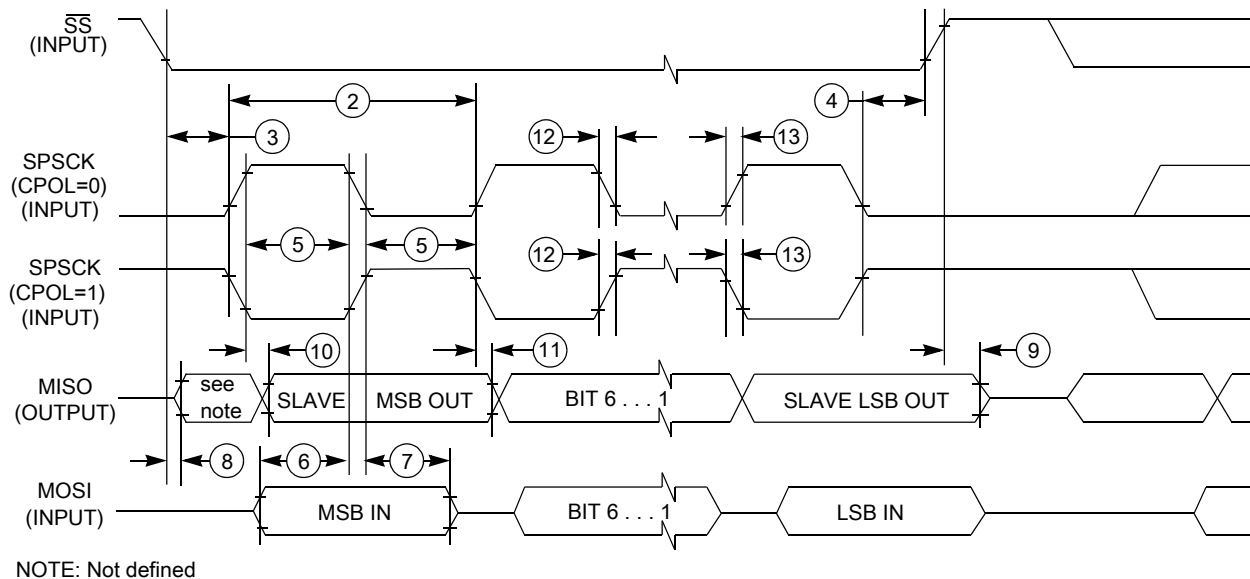 SS
(INPUT)
2
4
3
12
13
SPSCK
(CPOL=0)
(INPUT)
5
5
12
13
SPSCK
(CPOL=1)
(INPUT)
10
11
9
MISO
(OUTPUT)
see
note
SLAVE
MSB OUT
BIT 6 . . . 1
SLAVE LSB OUT
8
6
7
MOSI
(INPUT)
MSB IN
BIT 6 . . . 1
LSB IN
NOTE: Not defined